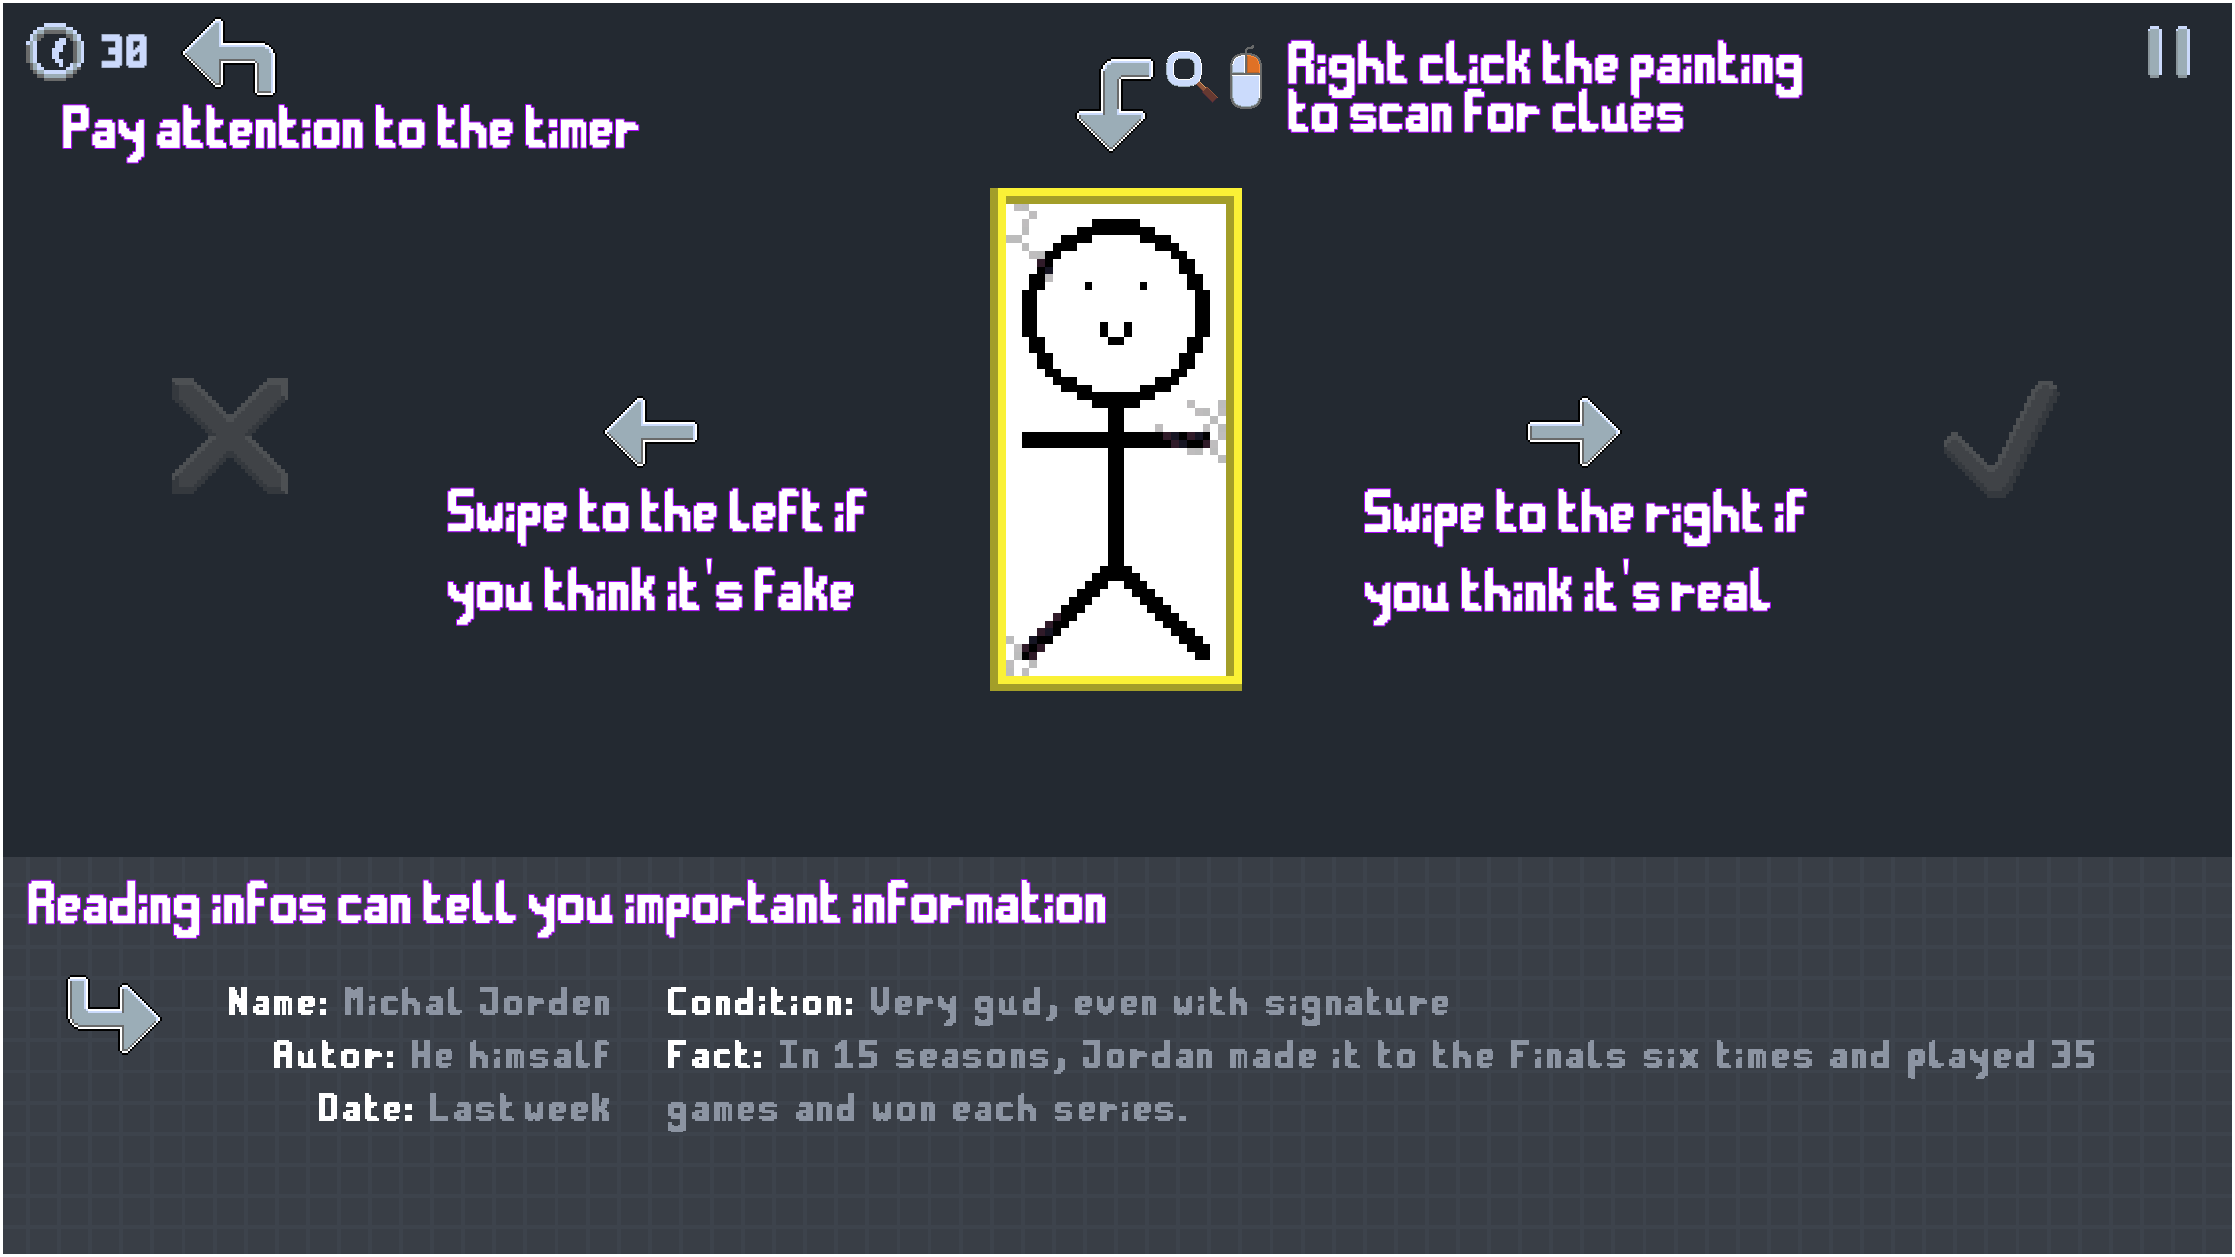 30
Pay attention to the timer
Right click the painting
to scan for clues
Swipe to the left if
you think it's fake
Swipe to the right if
you think it's real
Reading infos can tell you important information
Name: Michal Jorden
Autor: He himsalf
Date: Last week
Condition: Very gud, even with signature
Fact: In 15 seasons, Jordan made it to the Finals six times and played 35
games and won each series.